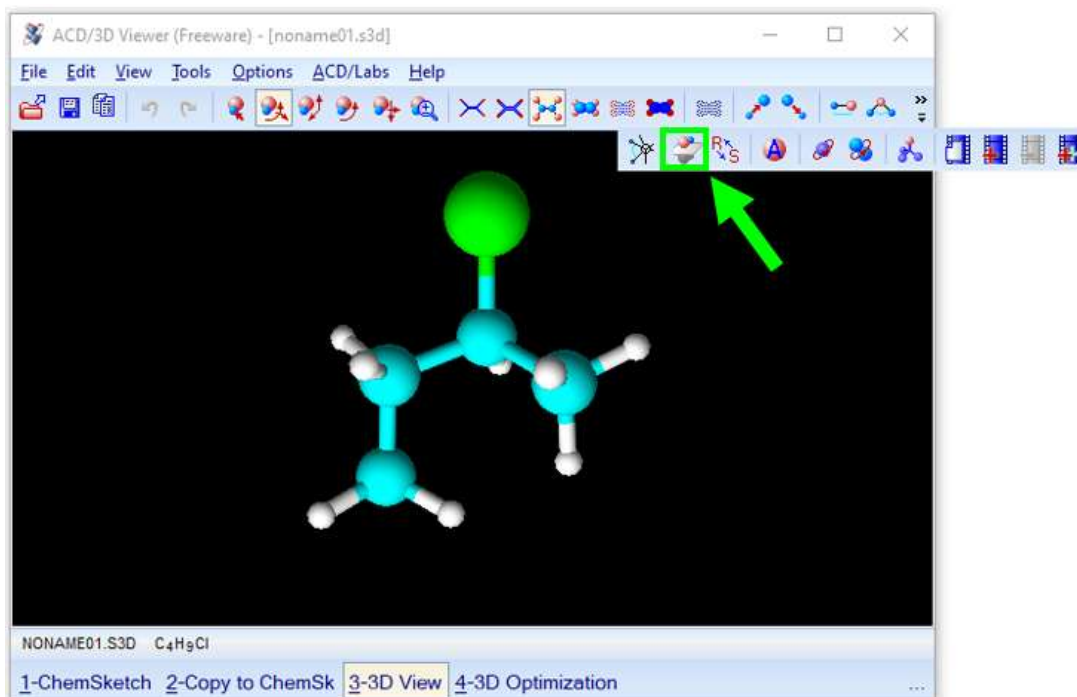 ACD/3D Viewer (Freeware) - [noname01.s3d]
File Edit View Tools Options ACD/Labs Help
R S A
NONAME01.S3D C₄H₉Cl
1-ChemSketch 2-Copy to ChemSk 3-3D View 4-3D Optimization ...